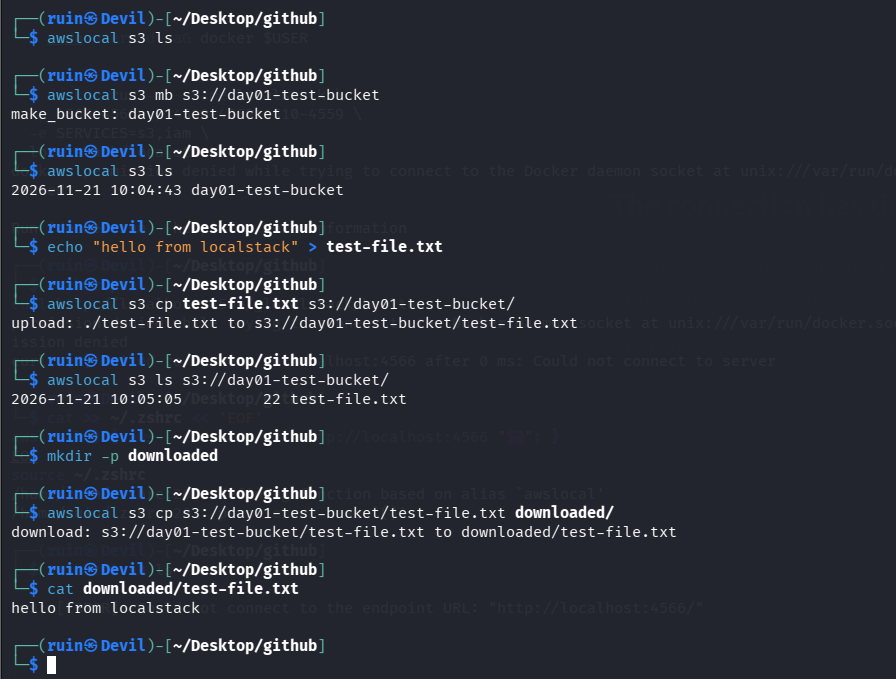 ┌──(ruin㉿Devil)-[~/Desktop/github]
└─$ awslocal s3 ls
┌──(ruin㉿Devil)-[~/Desktop/github]
└─$ awslocal s3 mb s3://day01-test-bucket
make_bucket: day01-test-bucket
┌──(ruin㉿Devil)-[~/Desktop/github]
└─$ awslocal s3 ls
2026-11-21 10:04:43 day01-test-bucket
┌──(ruin㉿Devil)-[~/Desktop/github]
└─$ echo "hello from localstack" > test-file.txt
┌──(ruin㉿Devil)-[~/Desktop/github]
└─$ awslocal s3 cp test-file.txt s3://day01-test-bucket/
upload: ./test-file.txt to s3://day01-test-bucket/test-file.txt
┌──(ruin㉿Devil)-[~/Desktop/github]
└─$ awslocal s3 ls s3://day01-test-bucket/
2026-11-21 10:05:05         22 test-file.txt
┌──(ruin㉿Devil)-[~/Desktop/github]
└─$ mkdir -p downloaded
┌──(ruin㉿Devil)-[~/Desktop/github]
└─$ awslocal s3 cp s3://day01-test-bucket/test-file.txt downloaded/
download: s3://day01-test-bucket/test-file.txt to downloaded/test-file.txt
┌──(ruin㉿Devil)-[~/Desktop/github]
└─$ cat downloaded/test-file.txt
hello from localstack
┌──(ruin㉿Devil)-[~/Desktop/github]
└─$